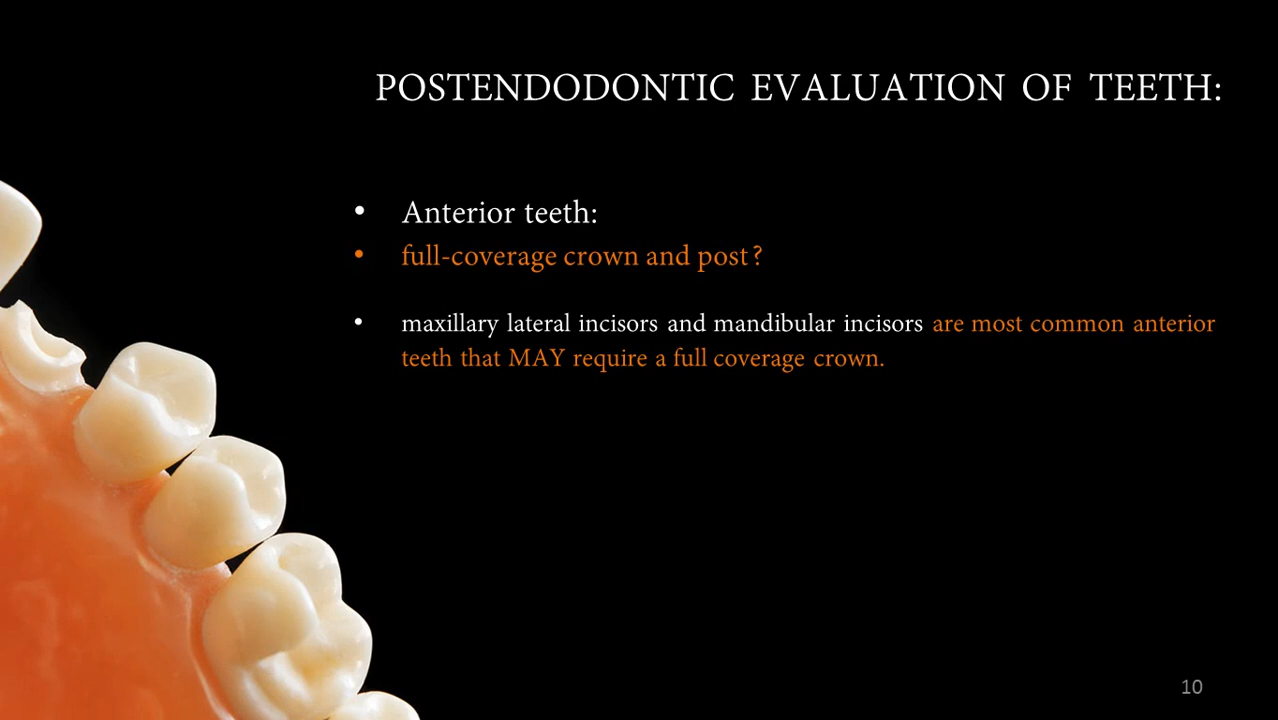 POSTENDODONTIC EVALUATION OF TEETH:
• Anterior teeth:
• full-coverage crown and post?
• maxillary lateral incisors and mandibular incisors are most common anterior
teeth that MAY require a full coverage crown.
10